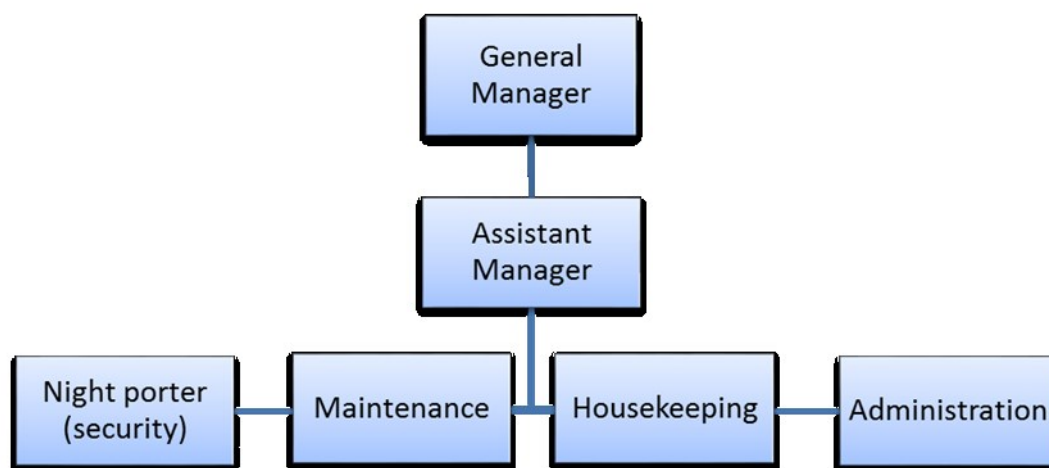 General
Manager
Assistant
Manager
Night porter
(security)
Maintenance
Housekeeping
Administration